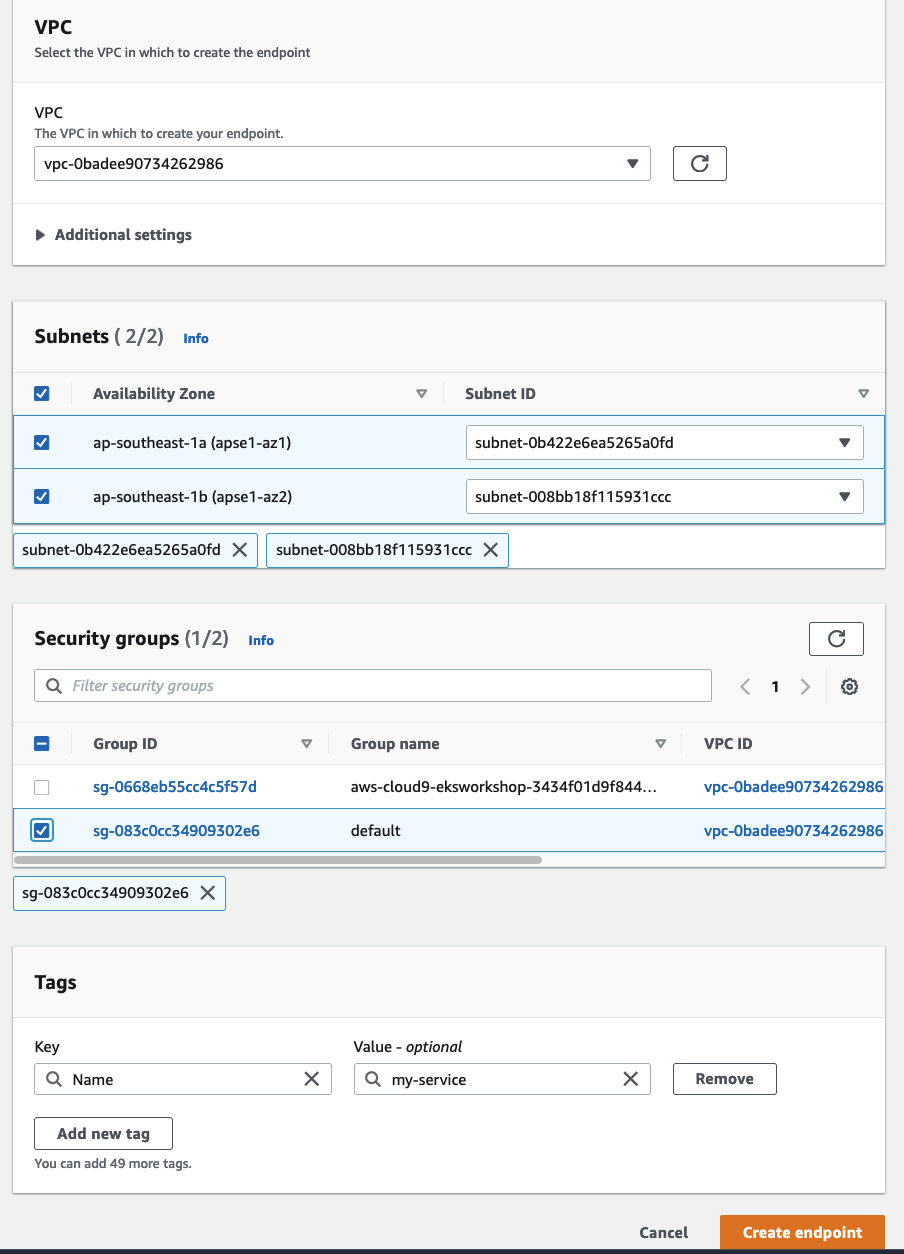 VPC
Select the VPC in which to create the endpoint
VPC
The VPC in which to create your endpoint.
vpc-0badee90734262986
Additional settings
Subnets ( 2/2) Info
Availability Zone Subnet ID
ap-southeast-1a (apse1-az1) subnet-0b422e6ea5265a0fd
ap-southeast-1b (apse1-az2) subnet-008bb18f115931ccc
subnet-0b422e6ea5265a0fd subnet-008bb18f115931ccc
Security groups (1/2) Info
Filter security groups 1
Group ID Group name VPC ID
sg-0668eb55cc4c5f57d aws-cloud9-eksworkshop-3434f01d9f844... vpc-0badee90734262986
sg-083c0cc34909302e6 default vpc-0badee90734262986
sg-083c0cc34909302e6
Tags
Key Value - optional
Name my-service Remove
Add new tag
You can add 49 more tags.
Cancel Create endpoint